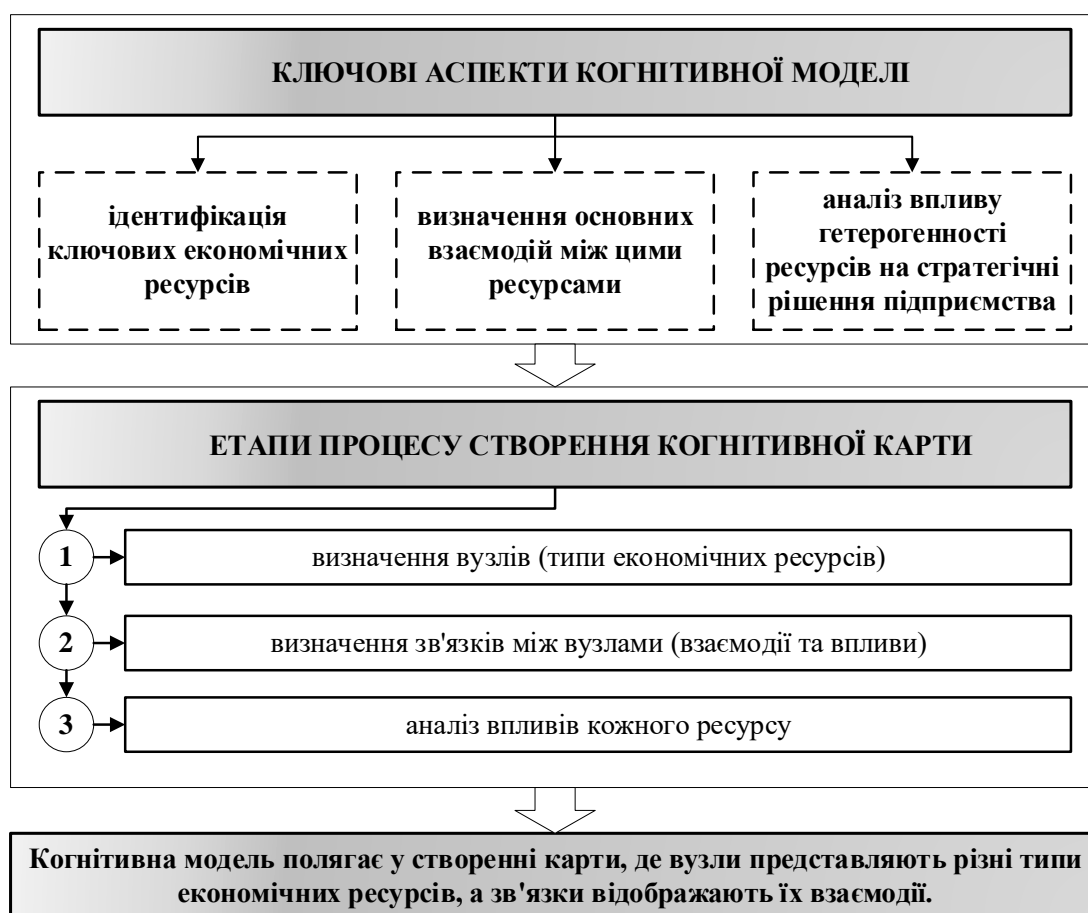 КЛЮЧОВІ АСПЕКТИ КОГНІТИВНОЇ МОДЕЛІ
ідентифікація
ключових економічних
ресурсів
визначення основних
взаємодій між цими
ресурсами
аналіз впливу
гетерогенності
ресурсів на стратегічні
рішення підприємства
ЕТАПИ ПРОЦЕСУ СТВОРЕННЯ КОГНІТИВНОЇ КАРТИ
1 визначення вузлів (типи економічних ресурсів)
2 визначення зв'язків між вузлами (взаємодії та впливи)
3 аналіз впливів кожного ресурсу
Когнітивна модель полягає у створенні карти, де вузли представляють різні типи
економічних ресурсів, а зв'язки відображають їх взаємодії.